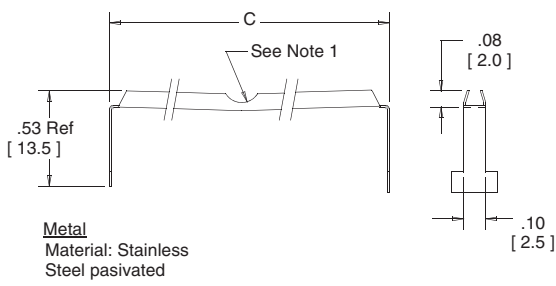 C
See Note 1
.08
[ 2.0 ]
.53 Ref
[ 13.5 ]
.10
[ 2.5 ]
Metal
Material: Stainless
Steel pasivated